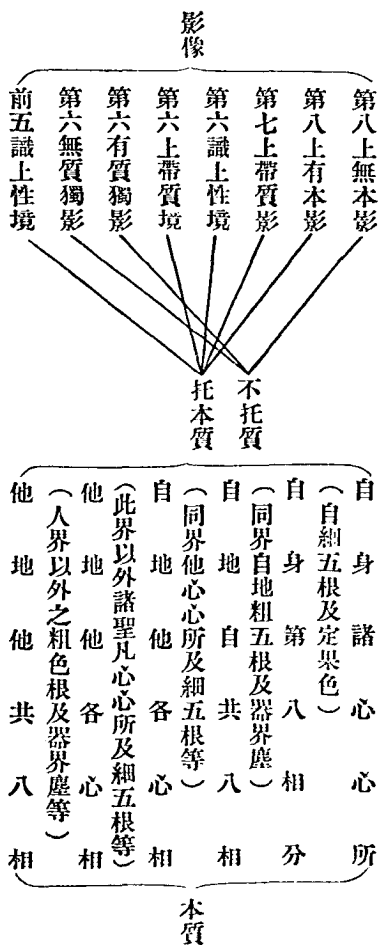 影像
第八上無本影
第八上有本影
第七上帶質影
第六識上性境
第六上帶質境
第六有質獨影
第六無質獨影
前五識上性境
不托質
托本質
自身諸心心所
（自細五根及定果色）
自身第八相分
（同界自地粗五根及器界塵）
自地自共八相
（同界他心心所及細五根等）
自地他各心相
（此界以外諸聖凡心心所及細五根等）
他地他各心相
（人界以外之粗色根及器界塵等）
他地他共八相
本質